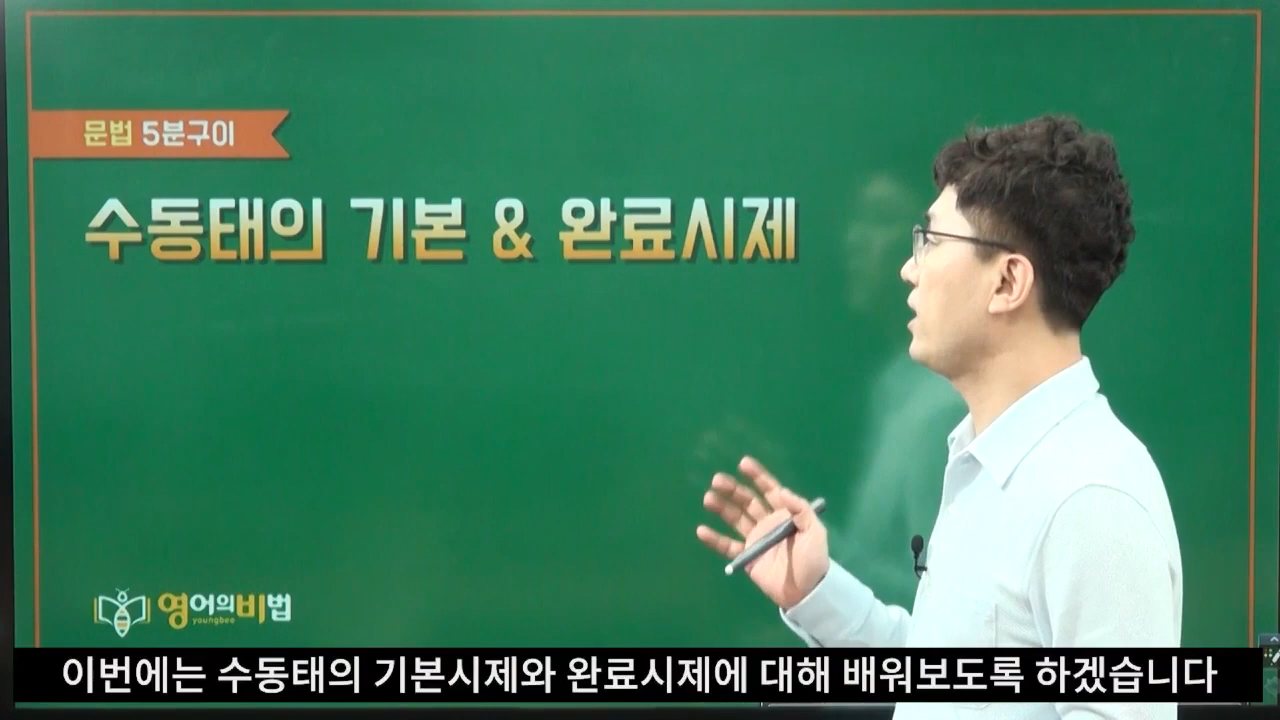 문법 5분구이
수동태의 기본 & 완료시제
영어의비법
youngbee
이번에는 수동태의 기본시제와 완료시제에 대해 배워보도록 하겠습니다